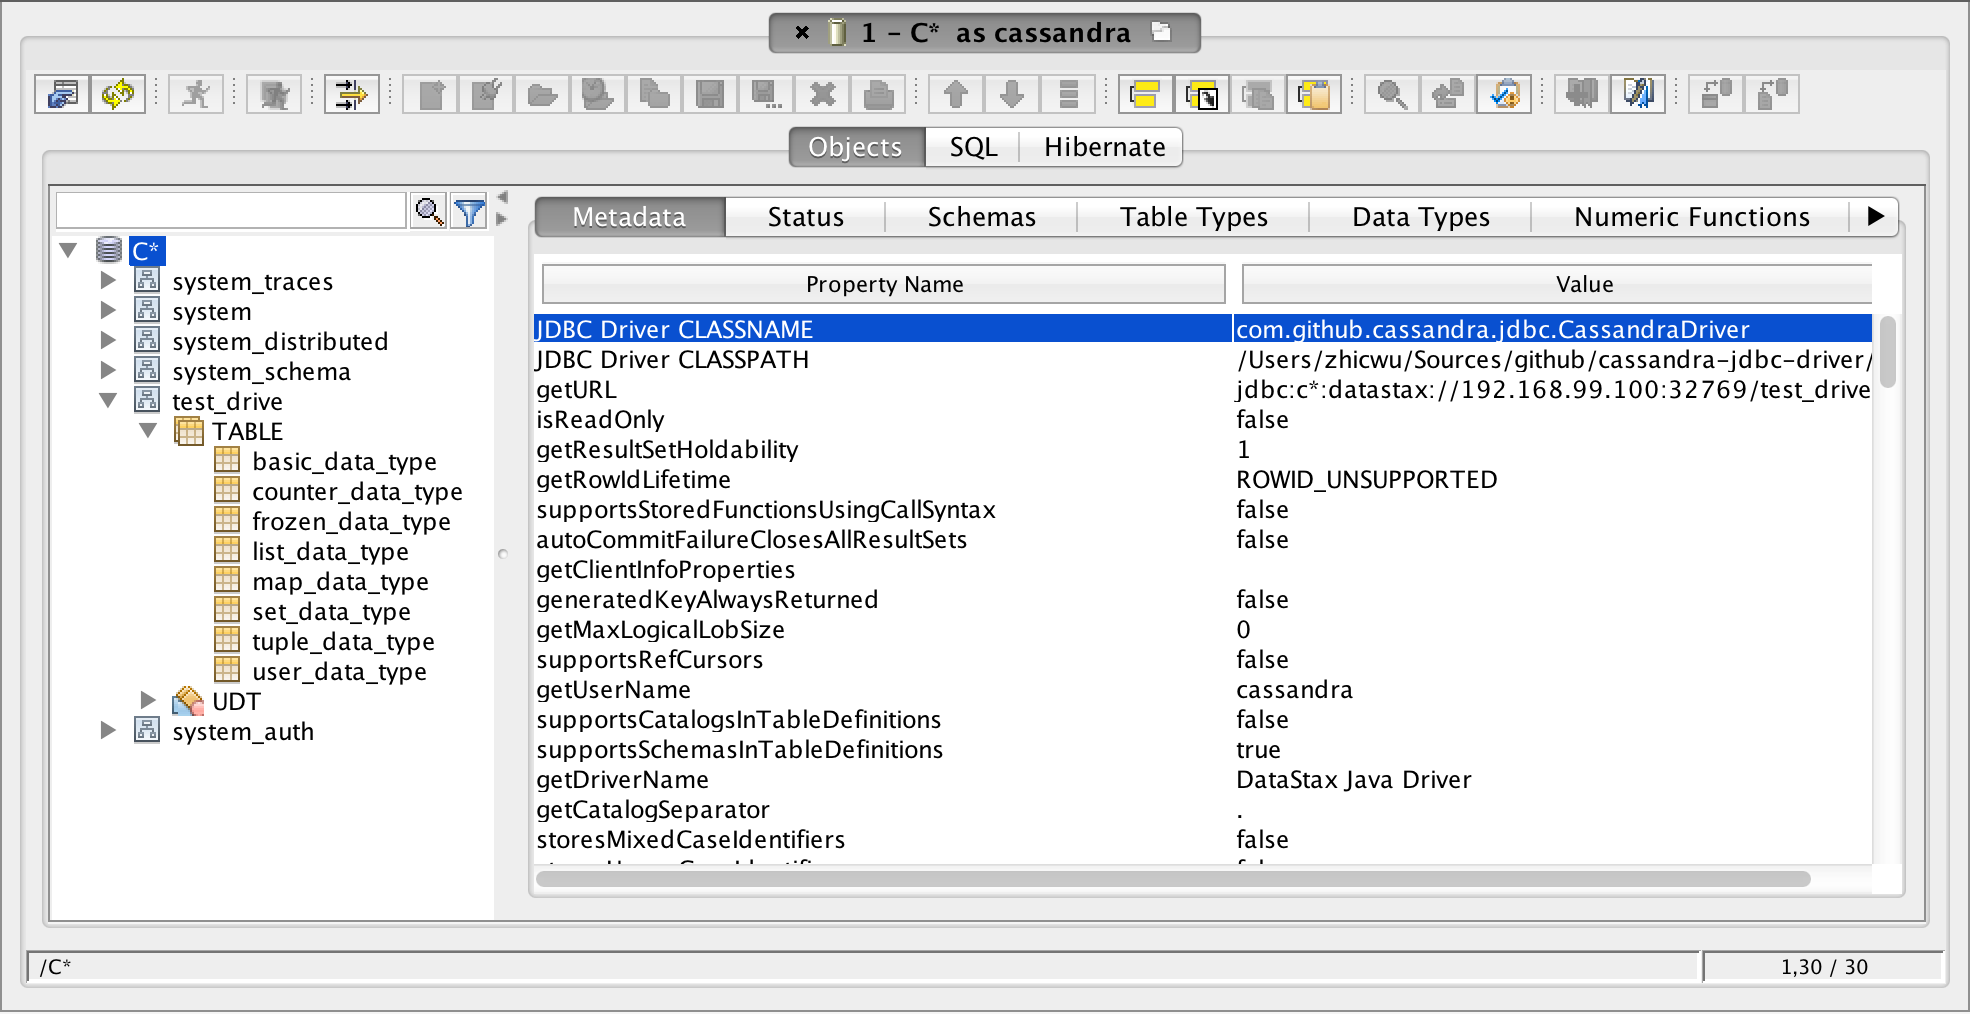 1 - C* as cassandra
Objects SQL Hibernate
Metadata Status Schemas Table Types Data Types Numeric Functions
C*
system_traces
system
system_distributed
system_schema
test_drive
TABLE
basic_data_type
counter_data_type
frozen_data_type
list_data_type
map_data_type
set_data_type
tuple_data_type
user_data_type
UDT
system_auth
Property Name Value
JDBC Driver CLASSNAME com.github.cassandra.jdbc.CassandraDriver
JDBC Driver CLASSPATH /Users/zhicwu/Sources/github/cassandra-jdbc-driver/
getURL jdbc:c*:datastax://192.168.99.100:32769/test_drive
isReadOnly false
getResultSetHoldability 1
getRowIdLifetime ROWID_UNSUPPORTED
supportsStoredFunctionsUsingCallSyntax false
autoCommitFailureClosesAllResultSets false
getClientInfoProperties
generatedKeyAlwaysReturned false
getMaxLogicalLobSize 0
supportsRefCursors false
getUserName cassandra
supportsCatalogsInTableDefinitions false
supportsSchemasInTableDefinitions true
getDriverName DataStax Java Driver
getCatalogSeparator .
storesMixedCaseIdentifiers false
/C* 1,30 / 30